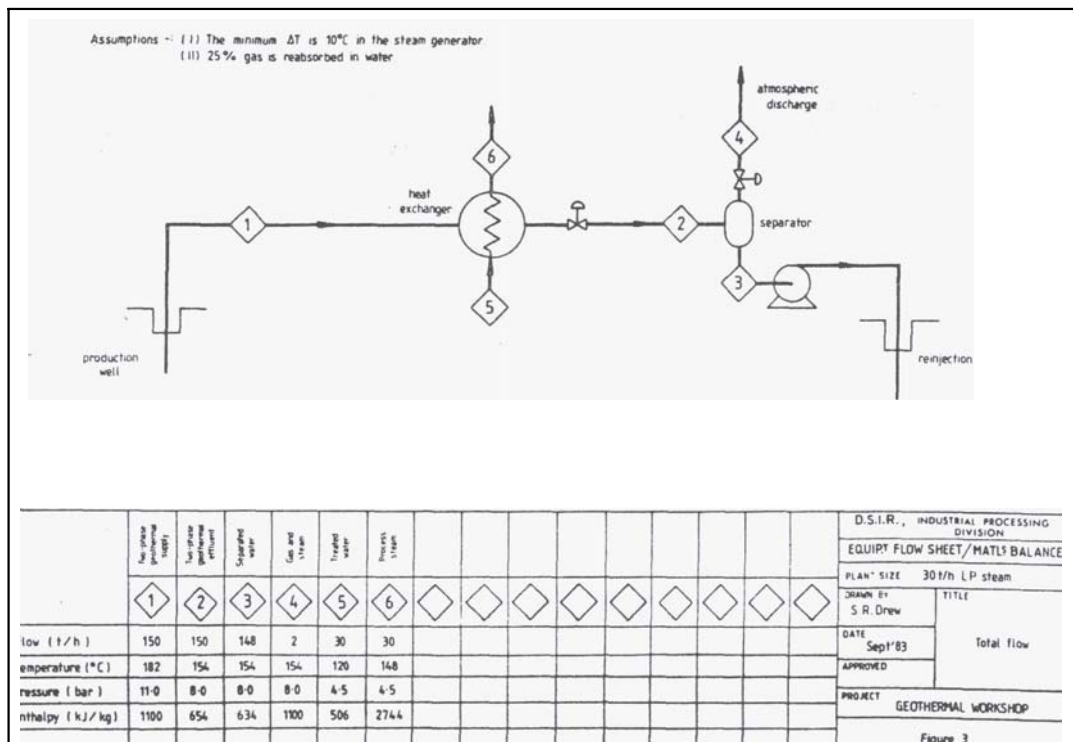 Assumptions - (I) The minimum ΔT is 10°C in the steam generator
(II) 25% gas is reabsorbed in water
atmospheric
discharge
4
6
heat
exchanger
1
2
separator
3
5
production
well
reinjection
Two-phase geothermal supply
Two-phase geothermal effluent
Separated water
Gas and steam
Treated water
Process steam
1 2 3 4 5 6
low (t/h) 150 150 148 2 30 30
emperature (°C) 182 154 154 154 120 148
ressure (bar) 11·0 8·0 8·0 8·0 4·5 4·5
nthalpy (kJ/kg) 1100 654 634 1100 506 2744
D.S.I.R., INDUSTRIAL PROCESSING
DIVISION
EQUIPT FLOW SHEET/MATLS BALANCE
PLANT SIZE 30 t/h LP steam
DRAWN BY
S.R. Drew
TITLE
DATE
Sept '83
Total flow
APPROVED
PROJECT
GEOTHERMAL WORKSHOP
Figure 3